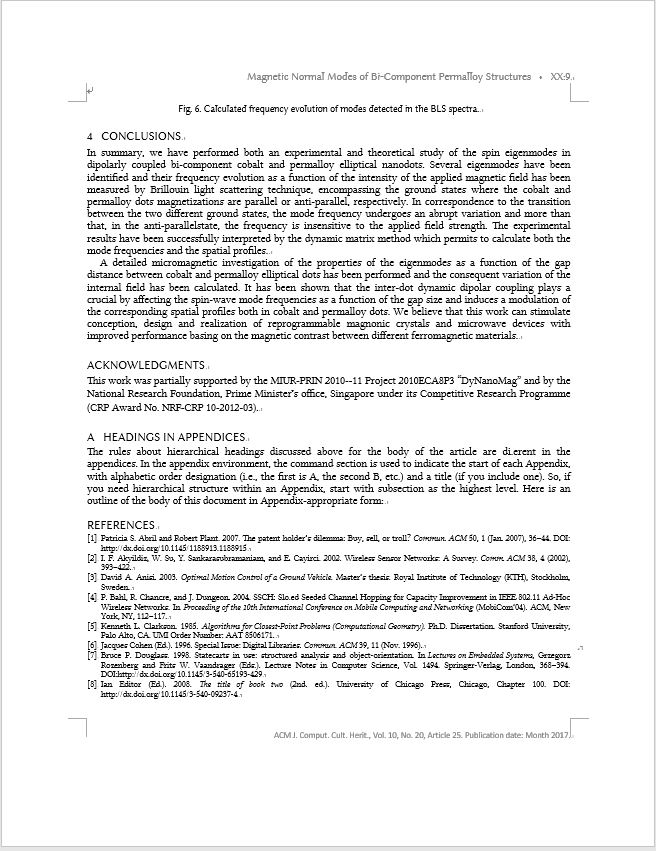 Magnetic Normal Modes of Bi-Component Permalloy Structures • XX:9
Fig. 6. Calculated frequency evolution of modes detected in the BLS spectra.
4 CONCLUSIONS
In summary, we have performed both an experimental and theoretical study of the spin eigenmodes in
dipolarly coupled bi-component cobalt and permalloy elliptical nanodots. Several eigenmodes have been
identified and their frequency evolution as a function of the intensity of the applied magnetic field has been
measured by Brillouin light scattering technique, encompassing the ground states where the cobalt and
permalloy dots magnetizations are parallel or anti-parallel, respectively. In correspondence to the transition
between the two different ground states, the mode frequency undergoes an abrupt variation and more than
that, in the anti-parallelstate, the frequency is insensitive to the applied field strength. The experimental
results have been successfully interpreted by the dynamic matrix method which permits to calculate both the
mode frequencies and the spatial profiles.
A detailed micromagnetic investigation of the properties of the eigenmodes as a function of the gap
distance between cobalt and permalloy elliptical dots has been performed and the consequent variation of the
internal field has been calculated. It has been shown that the inter-dot dynamic dipolar coupling plays a
crucial by affecting the spin-wave mode frequencies as a function of the gap size and induces a modulation of
the corresponding spatial profiles both in cobalt and permalloy dots. We believe that this work can stimulate
conception, design and realization of reprogrammable magnonic crystals and microwave devices with
improved performance basing on the magnetic contrast between different ferromagnetic materials.
ACKNOWLEDGMENTS
This work was partially supported by the MIUR-PRIN 2010--11 Project 2010ECA8P3 “DyNanoMag” and by the
National Research Foundation, Prime Minister’s office, Singapore under its Competitive Research Programme
(CRP Award No. NRF-CRP 10-2012-03).
A HEADINGS IN APPENDICES
The rules about hierarchical headings discussed above for the body of the article are di.erent in the
appendices. In the appendix environment, the command section is used to indicate the start of each Appendix,
with alphabetic order designation (i.e., the first is A, the second B, etc.) and a title (if you include one). So, if
you need hierarchical structure within an Appendix, start with subsection as the highest level. Here is an
outline of the body of this document in Appendix-appropriate form:
REFERENCES
[1] Patricia S. Abril and Robert Plant. 2007. The patent holder’s dilemma: Buy, sell, or troll? Commun. ACM 50, 1 (Jan. 2007), 36–44. DOI:
http://dx.doi.org/10.1145/1188913.1188915.
[2] I. F. Akyildiz, W. Su, Y. Sankarasubramaniam, and E. Cayirci. 2002. Wireless Sensor Networks: A Survey. Comm. ACM 38, 4 (2002),
393–422.
[3] David A. Anisi. 2003. Optimal Motion Control of a Ground Vehicle. Master’s thesis. Royal Institute of Technology (KTH), Stockholm,
Sweden.
[4] P. Bahl, R. Chancre, and J. Dungeon. 2004. SSCH: Slo.ed Seeded Channel Hopping for Capacity Improvement in IEEE 802.11 Ad-Hoc
Wireless Networks. In Proceeding of the 10th International Conference on Mobile Computing and Networking (MobiCom’04). ACM, New
York, NY, 112–117.
[5] Kenneth L. Clarkson. 1985. Algorithms for Closest-Point Problems (Computational Geometry). Ph.D. Dissertation. Stanford University,
Palo Alto, CA. UMI Order Number: AAT 8506171.
[6] Jacques Cohen (Ed.). 1996. Special Issue: Digital Libraries. Commun. ACM 39, 11 (Nov. 1996).
[7] Bruce P. Douglass. 1998. Statecarts in use: structured analysis and object-orientation. In Lectures on Embedded Systems, Grzegorz
Rozenberg and Frits W. Vaandrager (Eds.). Lecture Notes in Computer Science, Vol. 1494. Springer-Verlag, London, 368–394.
DOI:http://dx.doi.org/10.1145/3-540-65193-429
[8] Ian Editor (Ed.). 2008. The title of book two (2nd. ed.). University of Chicago Press, Chicago, Chapter 100. DOI:
http://dx.doi.org/10.1145/3-540-09237-4
ACM J. Comput. Cult. Herit., Vol. 10, No. 20, Article 25. Publication date: Month 2017.